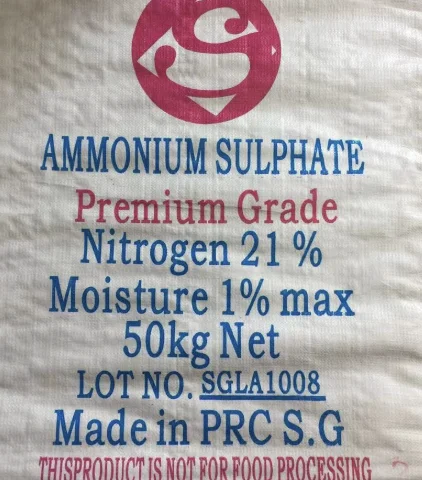 S
AMMONIUM SULPHATE
Premium Grade
Nitrogen 21 %
Moisture 1% max
50kg Net
LOT NO. SGLA1008
Made in PRC S.G
THISPRODUCT IS NOT FOR FOOD PROCESSING